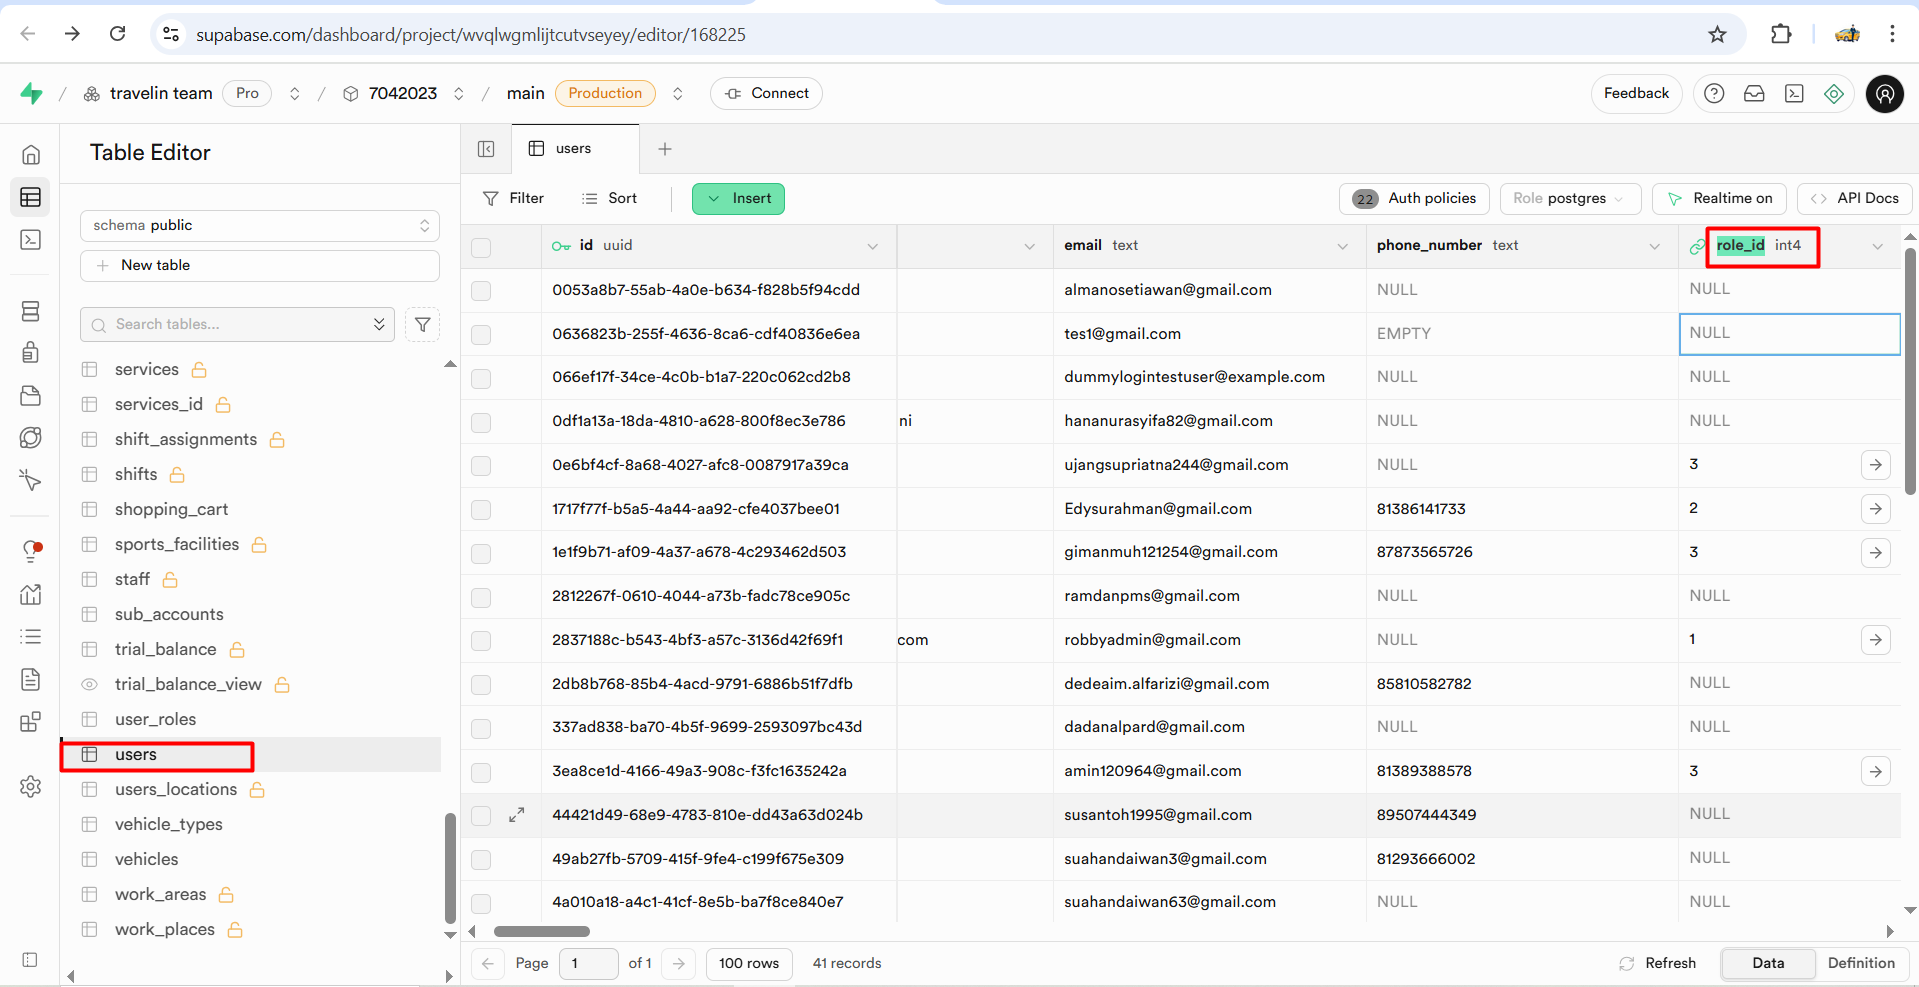 supabase.com/dashboard/project/wvqlwgmlijtcutvseyey/editor/168225
/ travelin team Pro / 7042023 / main Production Connect Feedback
Table Editor
users
Filter Sort Insert 22 Auth policies Role postgres Realtime on API Docs
schema public
New table
Search tables...
services
services_id
shift_assignments
shifts
shopping_cart
sports_facilities
staff
sub_accounts
trial_balance
trial_balance_view
user_roles
users
users_locations
vehicle_types
vehicles
work_areas
work_places
id uuid email text phone_number text role_id int4
0053a8b7-55ab-4a0e-b634-f828b5f94cdd almanosetiawan@gmail.com NULL NULL
0636823b-255f-4636-8ca6-cdf40836e6ea tes1@gmail.com EMPTY NULL
066ef17f-34ce-4c0b-b1a7-220c062cd2b8 dummylogintestuser@example.com NULL NULL
0df1a13a-18da-4810-a628-800f8ec3e786 ni hananurasyifa82@gmail.com NULL NULL
0e6bf4cf-8a68-4027-afc8-0087917a39ca ujangsupriatna244@gmail.com NULL 3
1717f77f-b5a5-4a44-aa92-cfe4037bee01 Edysurahman@gmail.com 81386141733 2
1e1f9b71-af09-4a37-a678-4c293462d503 gimanmuh121254@gmail.com 87873565726 3
2812267f-0610-4044-a73b-fadc78ce905c ramdanpms@gmail.com NULL NULL
2837188c-b543-4bf3-a57c-3136d42f69f1 com robbyadmin@gmail.com NULL 1
2db8b768-85b4-4acd-9791-6886b51f7dfb dedeaim.alfarizi@gmail.com 85810582782 NULL
337ad838-ba70-4b5f-9699-2593097bc43d dadanalpard@gmail.com NULL NULL
3ea8ce1d-4166-49a3-908c-f3fc1635242a amin120964@gmail.com 81389388578 3
44421d49-68e9-4783-810e-dd43a63d024b susantoh1995@gmail.com 89507444349 NULL
49ab27fb-5709-415f-9fe4-c199f675e309 suahandaiwan3@gmail.com 81293666002 NULL
4a010a18-a4c1-41cf-8e5b-ba7f8ce840e7 suahandaiwan63@gmail.com NULL NULL
Page 1 of 1 100 rows 41 records Refresh Data Definition